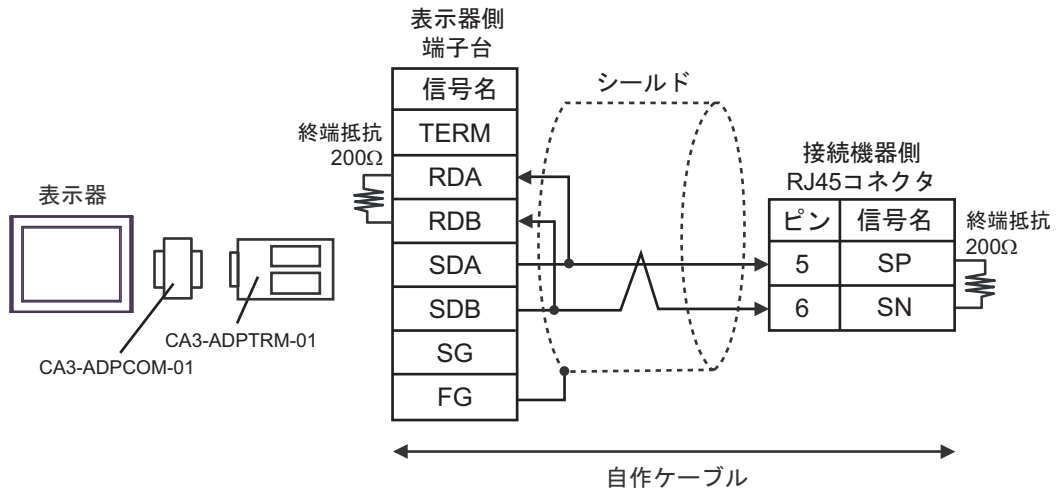 表示器側
端子台
信号名
TERM
RDA
RDB
SDA
SDB
SG
FG
終端抵抗
200Ω
シールド
接続機器側
RJ45コネクタ
ピン 信号名
5 SP
6 SN
終端抵抗
200Ω
表示器
CA3-ADPTRM-01
CA3-ADPCOM-01
自作ケーブル